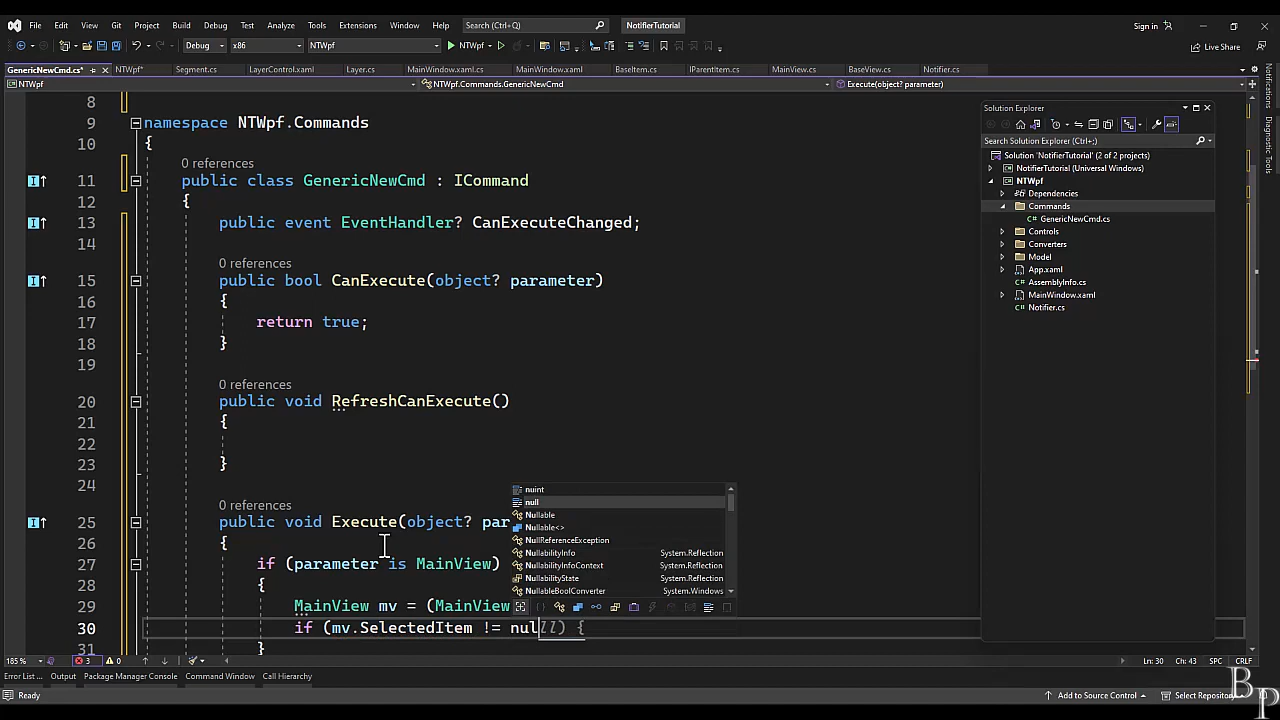 File Edit View Git Project Build Debug Test Analyze Tools Extensions Window Help Search (Ctrl+Q) NotifierTutorial Sign in
Debug x86 NTWpf NTWpf Live Share
GenericNewCmd.cs* NTWpf* Segment.cs LayerControl.xaml Layer.cs MainWindow.xaml.cs MainWindow.xaml BaseItem.cs IParentItem.cs MainView.cs BaseView.cs Notifier.cs
NTWpf NTWpf.Commands.GenericNewCmd Execute(object? parameter)
8
9 namespace NTWpf.Commands
10 {
0 references
11 public class GenericNewCmd : ICommand
12 {
13 public event EventHandler? CanExecuteChanged;
14
0 references
15 public bool CanExecute(object? parameter)
16 {
17 return true;
18 }
19
0 references
20 public void RefreshCanExecute()
21 {
22
23 }
24
0 references
25 public void Execute(object? par
26 {
27 if (parameter is MainView)
28 {
29 MainView mv = (MainView
30 if (mv.SelectedItem != null) {
}
nuint
null
Nullable
Nullable<>
NullReferenceException
NullabilityInfo System.Reflection
NullabilityInfoContext System.Reflection
NullabilityState System.Reflection
NullableBoolConverter System.Windows
Solution Explorer
Search Solution Explorer (Ctrl+;)
Solution 'NotifierTutorial' (2 of 2 projects)
NotifierTutorial (Universal Windows)
NTWpf
Dependencies
Commands
GenericNewCmd.cs
Controls
Converters
Model
App.xaml
AssemblyInfo.cs
MainWindow.xaml
Notifier.cs
Notifications
Diagnostic Tools
185% 3 0 Ln: 30 Ch: 43 SPC CRLF
Error List ... Output Package Manager Console Command Window Call Hierarchy
Ready Add to Source Control Select Repository
BP